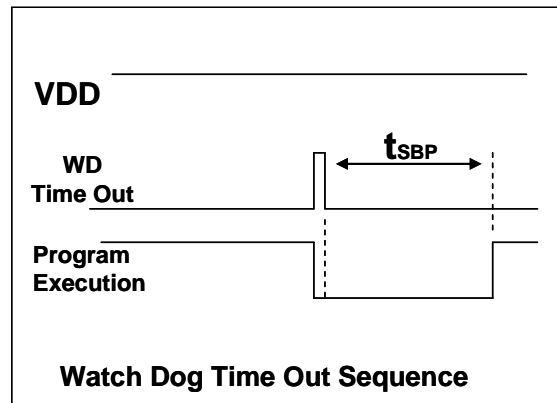 VDD
tSBP
WD
Time Out
Program
Execution
Watch Dog Time Out Sequence